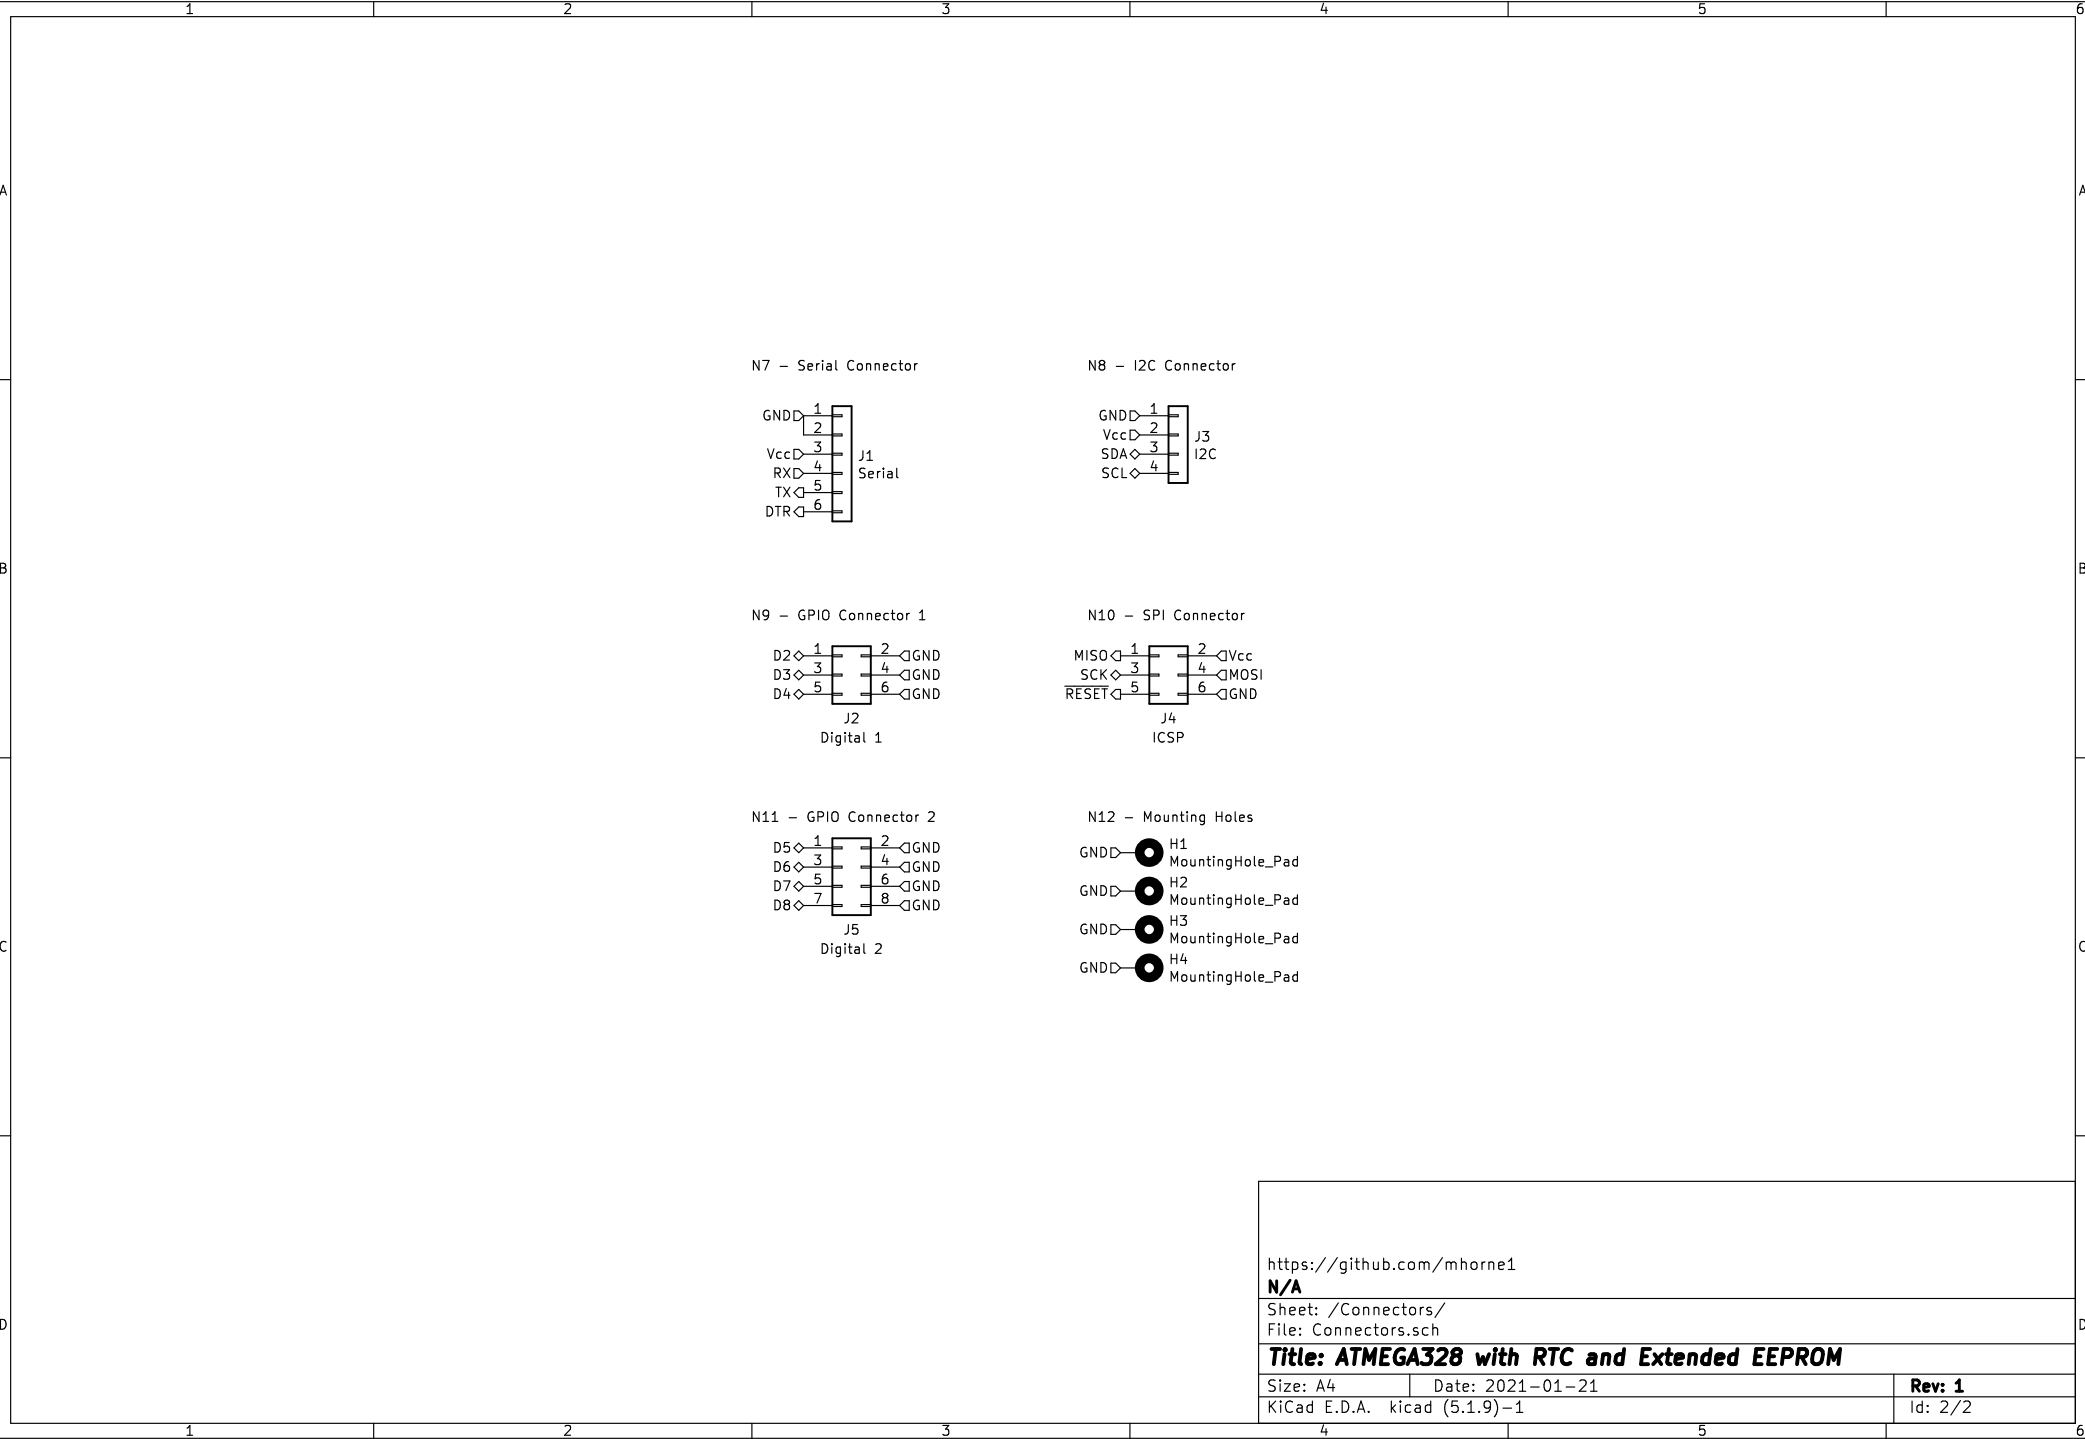 1 2 3 4 5 6
A A
N7 - Serial Connector
GND 1
2
Vcc 3
RX 4
TX 5
DTR 6
J1
Serial
N8 - I2C Connector
GND 1
Vcc 2
SDA 3
SCL 4
J3
I2C
B B
N9 - GPIO Connector 1
D2 1 2 GND
D3 3 4 GND
D4 5 6 GND
J2
Digital 1
N10 - SPI Connector
MISO 1 2 Vcc
SCK 3 4 MOSI
RESET 5 6 GND
J4
ICSP
N11 - GPIO Connector 2
D5 1 2 GND
D6 3 4 GND
D7 5 6 GND
D8 7 8 GND
J5
Digital 2
N12 - Mounting Holes
GND H1
MountingHole_Pad
GND H2
MountingHole_Pad
GND H3
MountingHole_Pad
GND H4
MountingHole_Pad
C C
https://github.com/mhorne1
N/A
Sheet: /Connectors/
File: Connectors.sch
D D
Title: ATMEGA328 with RTC and Extended EEPROM
Size: A4 Date: 2021-01-21 Rev: 1
KiCad E.D.A. kicad (5.1.9)-1 Id: 2/2
1 2 3 4 5 6